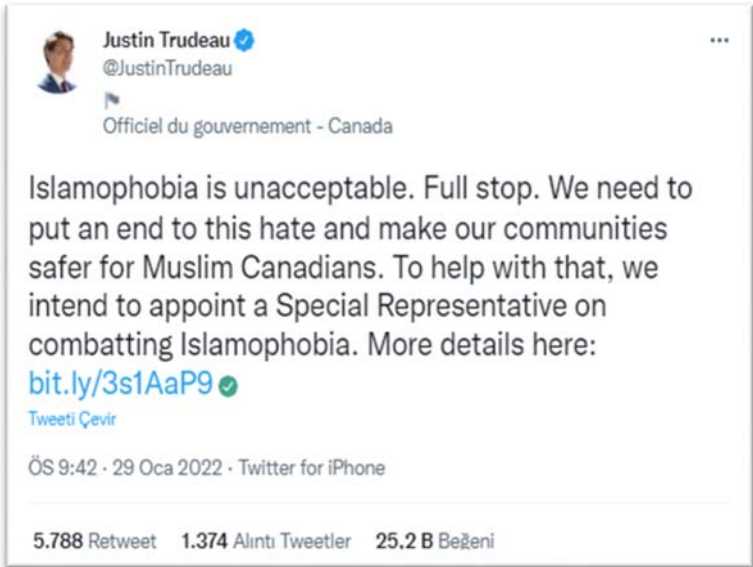 Justin Trudeau
@JustinTrudeau
Officiel du gouvernement - Canada
Islamophobia is unacceptable. Full stop. We need to
put an end to this hate and make our communities
safer for Muslim Canadians. To help with that, we
intend to appoint a Special Representative on
combatting Islamophobia. More details here:
bit.ly/3s1AaP9
Tweeti Çevir
ÖS 9:42 · 29 Oca 2022 · Twitter for iPhone
5.788 Retweet 1.374 Alıntı Tweetler 25,2 B Beğeni